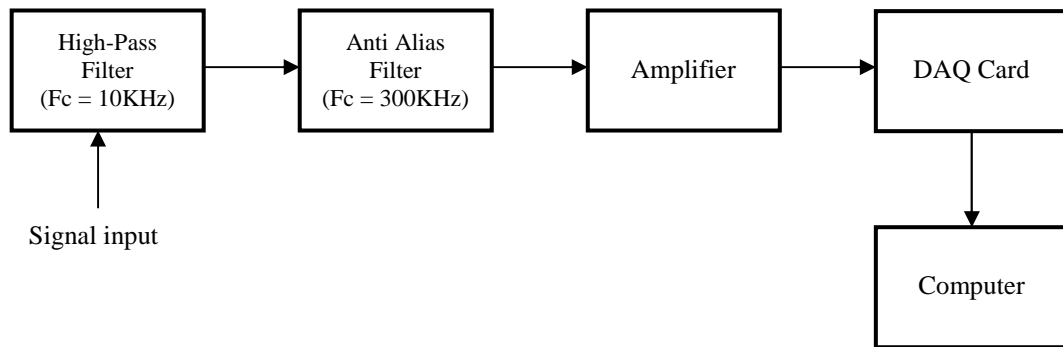 High-Pass
Filter
(Fc = 10KHz)
Anti Alias
Filter
(Fc = 300KHz)
Amplifier
DAQ Card
Signal input
Computer